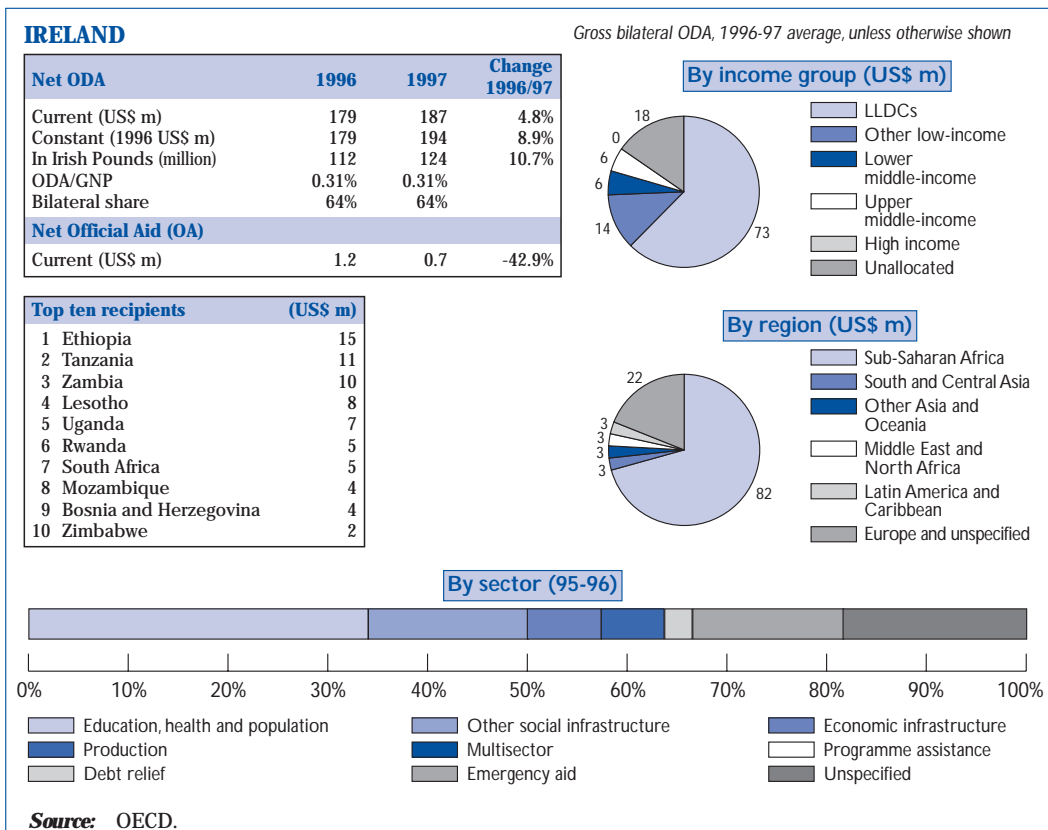 IRELAND
Gross bilateral ODA, 1996-97 average, unless otherwise shown
Net ODA 1996 1997 Change 1996/97
Current (US$ m) 179 187 4.8%
Constant (1996 US$ m) 179 194 8.9%
In Irish Pounds (million) 112 124 10.7%
ODA/GNP 0.31% 0.31%
Bilateral share 64% 64%
Net Official Aid (OA)
Current (US$ m) 1.2 0.7 -42.9%
By income group (US$ m)
18
0
6
6
14
73
LLDCs
Other low-income
Lower
middle-income
Upper
middle-income
High income
Unallocated
Top ten recipients (US$ m)
1 Ethiopia 15
2 Tanzania 11
3 Zambia 10
4 Lesotho 8
5 Uganda 7
6 Rwanda 5
7 South Africa 5
8 Mozambique 4
9 Bosnia and Herzegovina 4
10 Zimbabwe 2
By region (US$ m)
22
3
3
3
3
82
Sub-Saharan Africa
South and Central Asia
Other Asia and
Oceania
Middle East and
North Africa
Latin America and
Caribbean
Europe and unspecified
By sector (95-96)
0% 10% 20% 30% 40% 50% 60% 70% 80% 90% 100%
Education, health and population Other social infrastructure Economic infrastructure
Production Multisector Programme assistance
Debt relief Emergency aid Unspecified
Source: OECD.